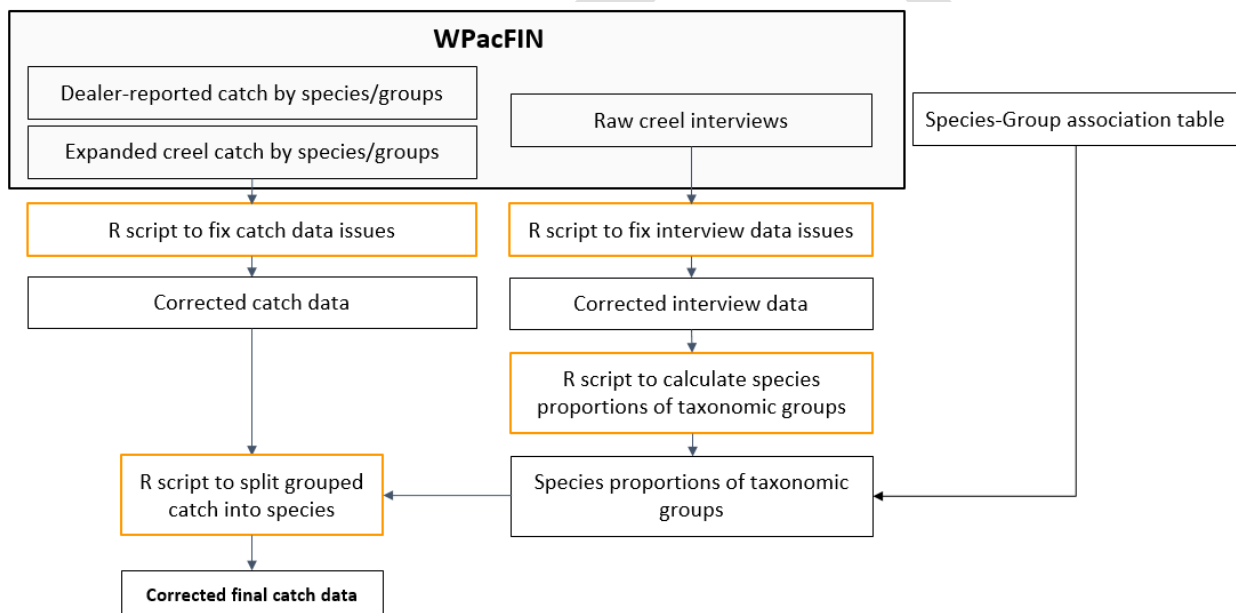 WPacFIN
Dealer-reported catch by species/groups
Expanded creel catch by species/groups
Raw creel interviews
Species-Group association table
R script to fix catch data issues
R script to fix interview data issues
Corrected catch data
Corrected interview data
R script to calculate species
proportions of taxonomic groups
R script to split grouped
catch into species
Species proportions of taxonomic
groups
Corrected final catch data